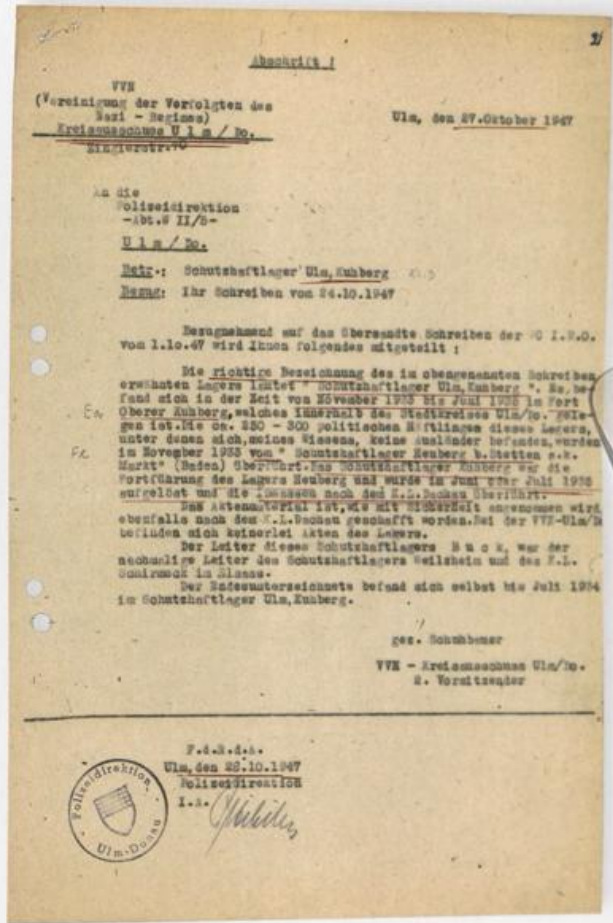 21
Abschrift !
VVN
(Vereinigung der Verfolgten des
Nazi - Regimes)
Kreisausschuss U l m / Do.
Zinglerstr.70
Ulm, den 27.Oktober 1947
An die
Polizeidirektion
-Abt.W II/5-
U l m / Do.
Betr.: Schutzhaftlager Ulm,Kuhberg
Bezug: Ihr Schreiben vom 24.10.1947
Bezugnehmend auf das übersandte Schreiben der I.R.O.
vom 1.10.47 wird Ihnen folgendes mitgeteilt :
Die richtige Bezeichnung des im obengenannten Schreiben
erwähnten Lagers lautet " Schutzhaftlager Ulm,Kuhberg ". Es be-
fand sich in der Zeit von November 1933 bis Juni 1935 im Fort
Oberer Kuhberg,welches innerhalb des Stadtkreises Ulm/Do. gele-
gen ist.Die ca. 250 - 300 politischen Häftlinge dieses Lagers,
unter denen sich,meines Wissens, keine Ausländer befanden,wurden
im November 1933 vom " Schutzhaftlager Heuberg b.Stetten a.k.
Markt" (Baden) überführt.Das Schutzhaftlager Kuhberg war die
Fortführung des Lagers Heuberg und wurde im Juni oder Juli 1935
aufgelöst und die Insassen nach dem K.L.Dachau überführt.
Das Aktenmaterial ist,wie mit Sicherheit angenommen wird,
ebenfalls nach dem K.L.Dachau geschafft worden.Bei der VVN-Ulm/Do
befinden sich keinerlei Akten des Lagers.
Der Leiter dieses Schutzhaftlagers B u c k, war der
nachmalige Leiter des Schutzhaftlagers Welzheim und des K.L.
Schirmeck im Elsass.
Der Endesunterzeichnete befand sich selbst bis Juli 1934
im Schutzhaftlager Ulm,Kuhberg.
gez. Schuhbauer
VVN - Kreisausschuss Ulm/Do.
2. Vorsitzender
F.d.R.d.A.
Ulm,den 28.10.1947
Polizeidirektion
I.A.
Polizeidirektion
Ulm-Donau